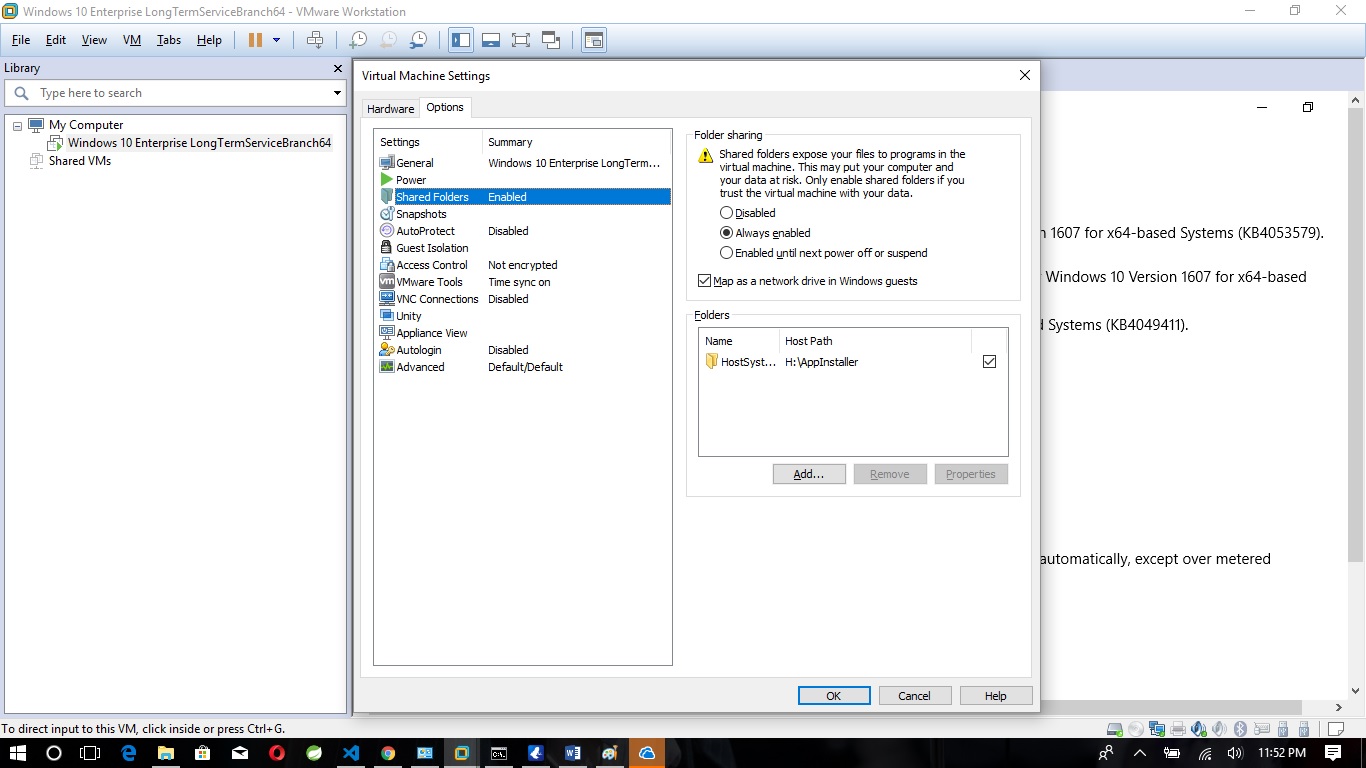 Windows 10 Enterprise LongTermServiceBranch64 - VMware Workstation
File Edit View VM Tabs Help
Library
Type here to search
My Computer
Windows 10 Enterprise LongTermServiceBranch64
Shared VMs
Virtual Machine Settings
Hardware Options
Settings Summary
General Windows 10 Enterprise LongTerm...
Power
Shared Folders Enabled
Snapshots
AutoProtect Disabled
Guest Isolation
Access Control Not encrypted
VMware Tools Time sync on
VNC Connections Disabled
Unity
Appliance View
Autologin Disabled
Advanced Default/Default
Folder sharing
Shared folders expose your files to programs in the
virtual machine. This may put your computer and
your data at risk. Only enable shared folders if you
trust the virtual machine with your data.
Disabled
Always enabled
Enabled until next power off or suspend
Map as a network drive in Windows guests
Folders
Name Host Path
HostSyst... H:\AppInstaller
Add... Remove Properties
OK Cancel Help
1607 for x64-based Systems (KB4053579).
Windows 10 Version 1607 for x64-based
Systems (KB4049411).
automatically, except over metered
To direct input to this VM, click inside or press Ctrl+G.
11:52 PM